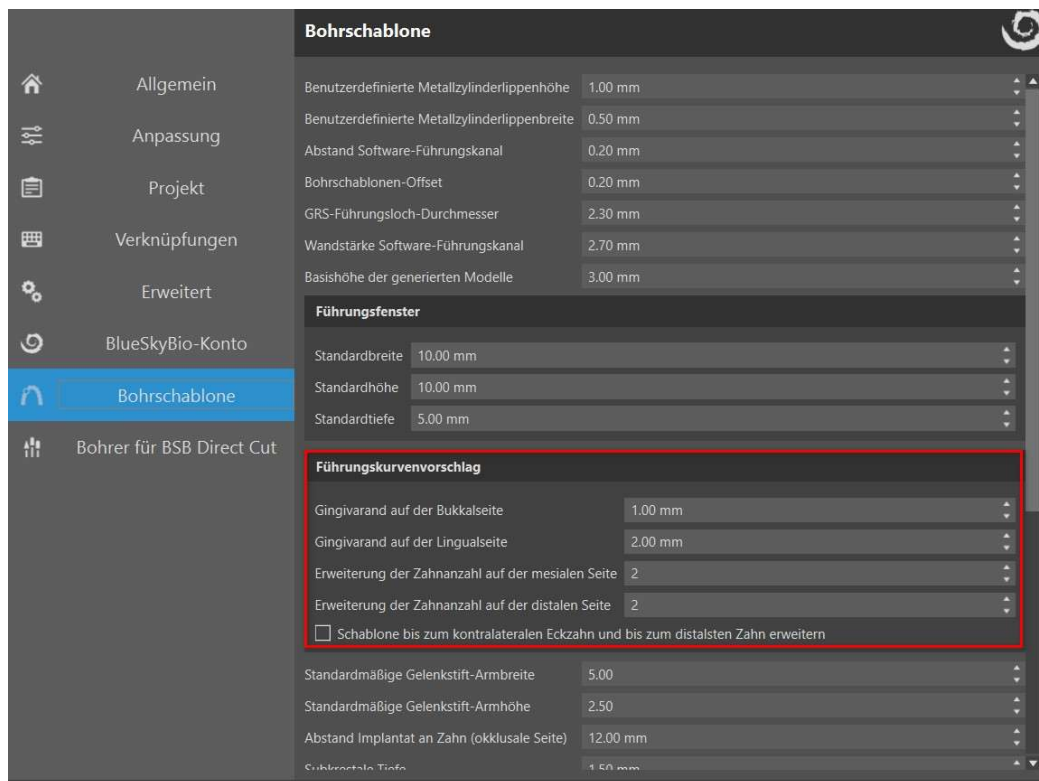 Bohrschablone
Allgemein
Anpassung
Projekt
Verknüpfungen
Erweitert
BlueSkyBio-Konto
Bohrschablone
Bohrer für BSB Direct Cut
Benutzerdefinierte Metallzylinderlippenhöhe 1.00 mm
Benutzerdefinierte Metallzylinderlippenbreite 0.50 mm
Abstand Software-Führungskanal 0.20 mm
Bohrschablonen-Offset 0.20 mm
GRS-Führungsloch-Durchmesser 2.30 mm
Wandstärke Software-Führungskanal 2.70 mm
Basishöhe der generierten Modelle 3.00 mm
Führungsfenster
Standardbreite 10.00 mm
Standardhöhe 10.00 mm
Standardtiefe 5.00 mm
Führungskurvenvorschlag
Gingivarand auf der Bukkalseite 1.00 mm
Gingivarand auf der Lingualseite 2.00 mm
Erweiterung der Zahnanzahl auf der mesialen Seite 2
Erweiterung der Zahnanzahl auf der distalen Seite 2
Schablone bis zum kontralateralen Eckzahn und bis zum distalsten Zahn erweitern
Standardmäßige Gelenkstift-Armbreite 5.00
Standardmäßige Gelenkstift-Armhöhe 2.50
Abstand Implantat an Zahn (okklusale Seite) 12.00 mm
Subkrestale Tiefe 1.50 mm